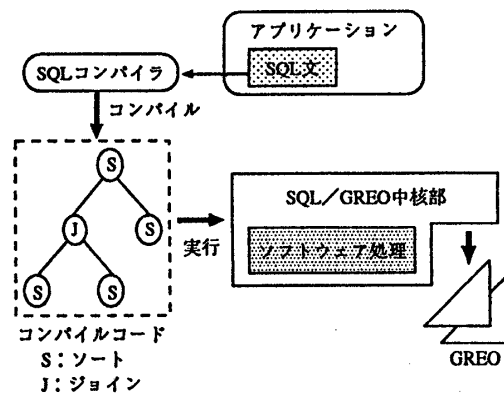 アプリケーション
SQL文
SQLコンパイラ
コンパイル
S
J
S
S
S
実行
SQL／GREO中核部
ソフトウェア処理
GREO
コンパイルコード
S：ソート
J：ジョイン